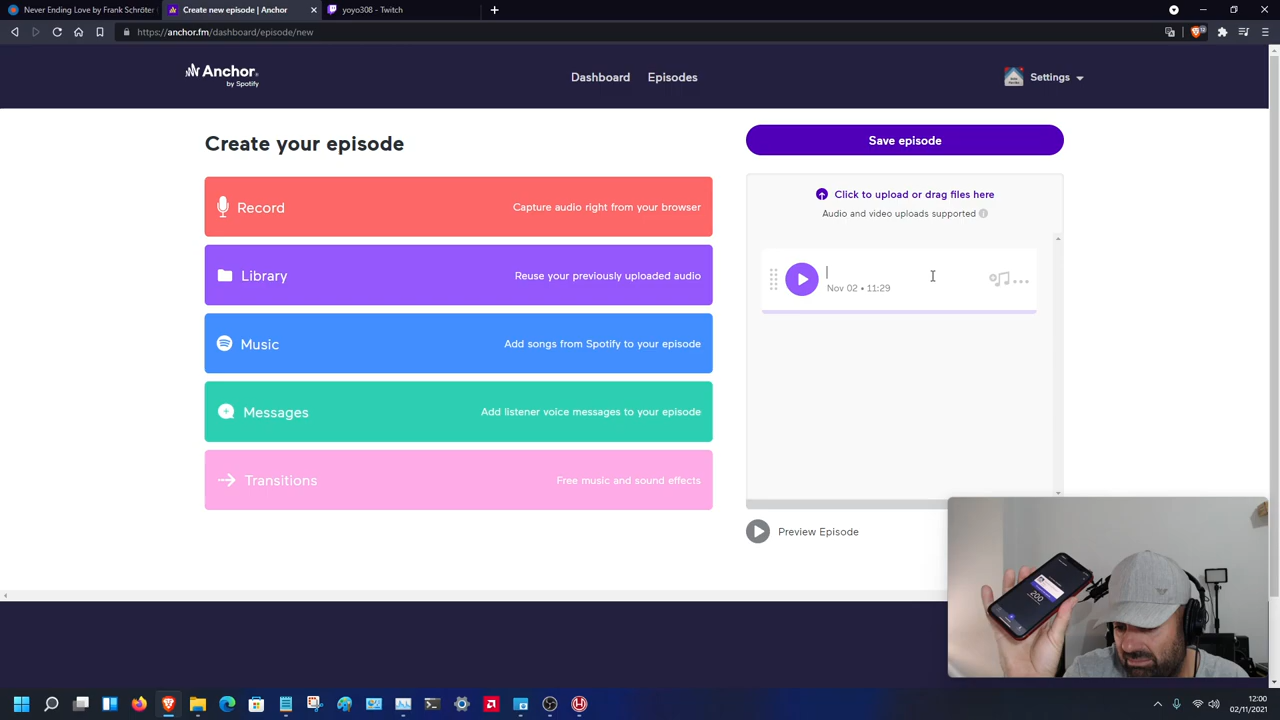 Never Ending Love by Frank Schröter
Create new episode | Anchor
yoyo308 - Twitch
https://anchor.fm/dashboard/episode/new
Anchor
by Spotify
Dashboard
Episodes
Settings
Create your episode
Save episode
Record
Capture audio right from your browser
Click to upload or drag files here
Audio and video uploads supported
Library
Reuse your previously uploaded audio
Nov 02 • 11:29
Music
Add songs from Spotify to your episode
Messages
Add listener voice messages to your episode
Transitions
Free music and sound effects
Preview Episode
200
12:00
02/11/2021